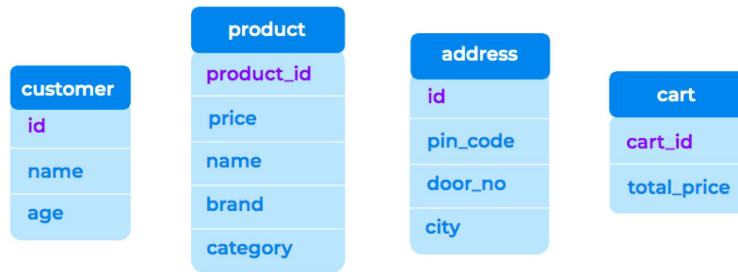 customer
id
name
age
product
product_id
price
name
brand
category
address
id
pin_code
door_no
city
cart
cart_id
total_price